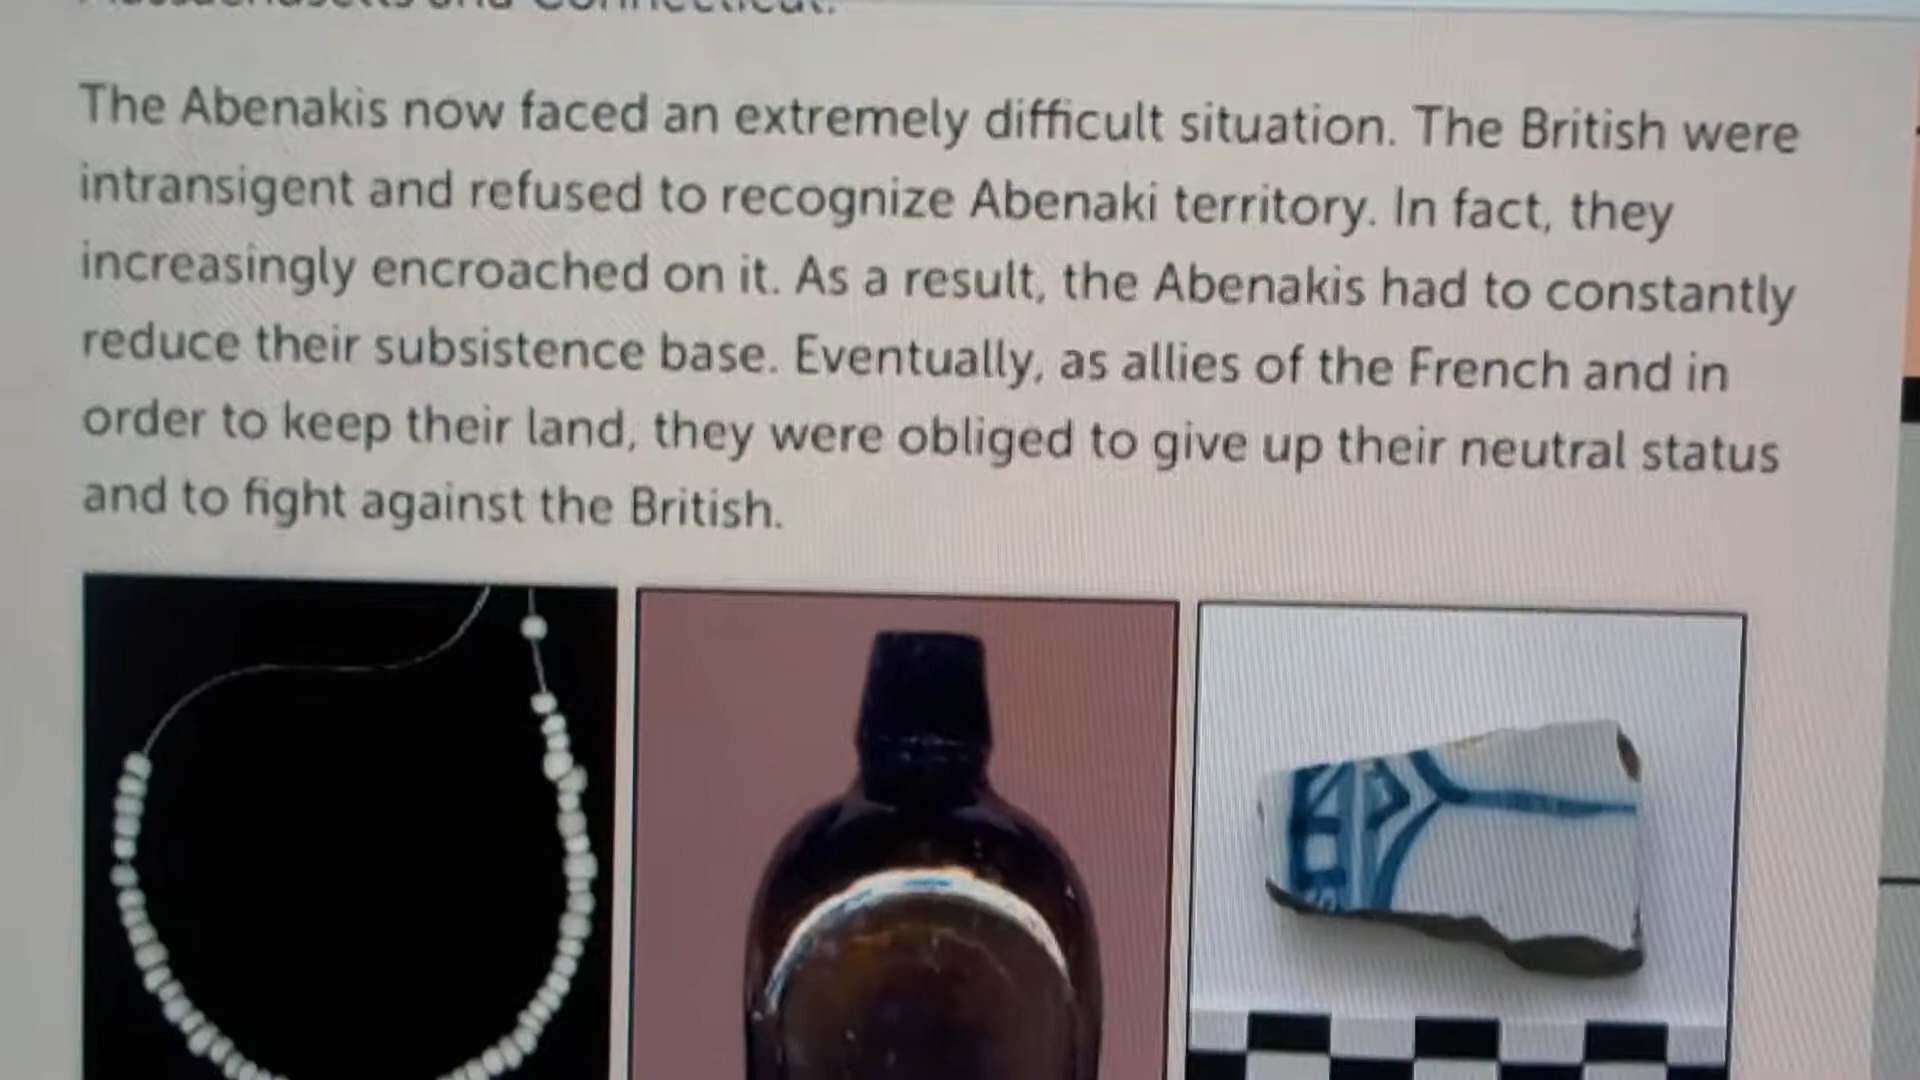 The Abenakis now faced an extremely difficult situation. The British were
intransigent and refused to recognize Abenaki territory. In fact, they
increasingly encroached on it. As a result, the Abenakis had to constantly
reduce their subsistence base. Eventually, as allies of the French and in
order to keep their land, they were obliged to give up their neutral status
and to fight against the British.